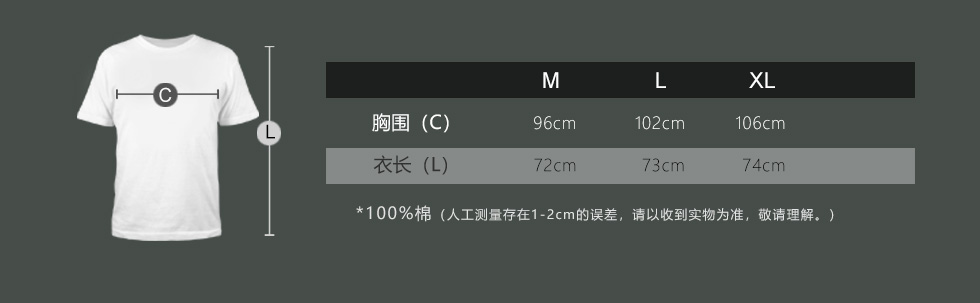 C
L
M L XL
胸围（C） 96cm 102cm 106cm
衣长（L） 72cm 73cm 74cm
*100%棉（人工测量存在1-2cm的误差，请以收到实物为准，敬请理解。）